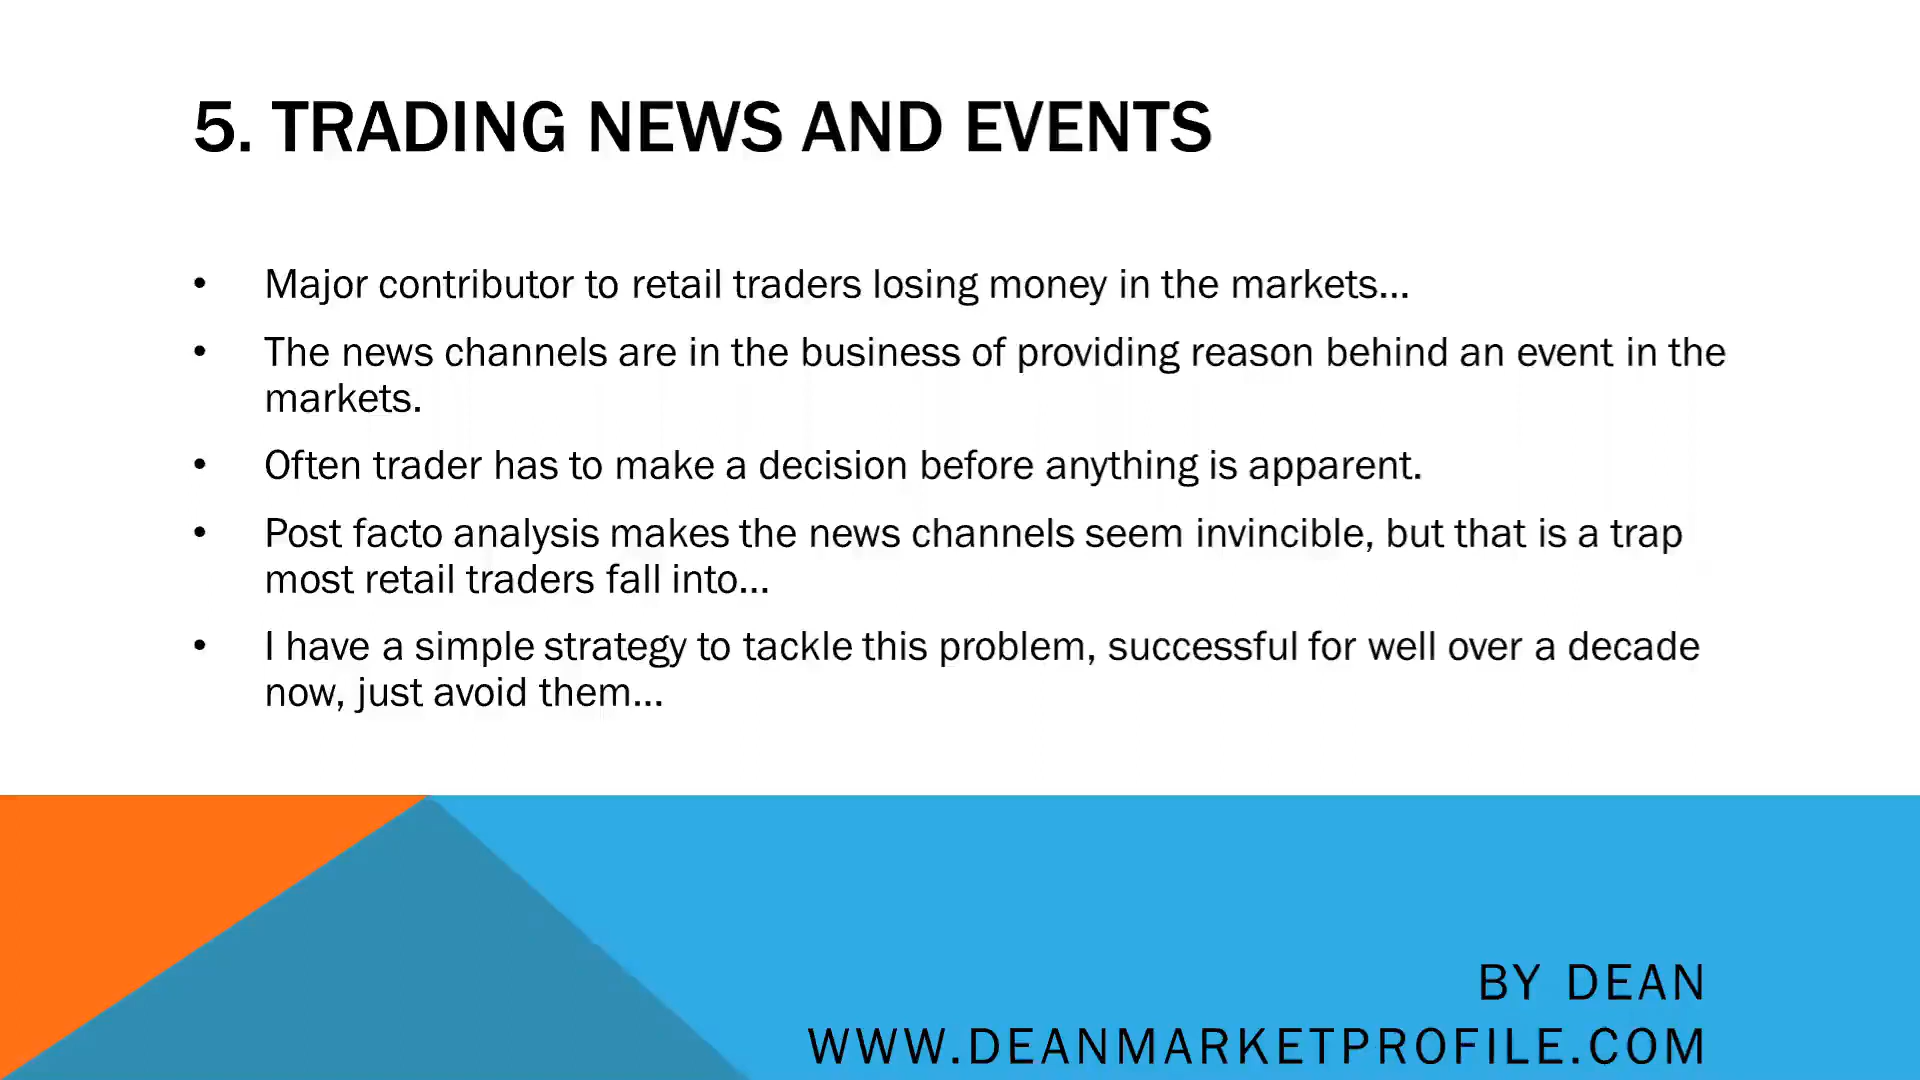 5. TRADING NEWS AND EVENTS
• Major contributor to retail traders losing money in the markets...
• The news channels are in the business of providing reason behind an event in the
markets.
• Often trader has to make a decision before anything is apparent.
• Post facto analysis makes the news channels seem invincible, but that is a trap
most retail traders fall into...
• I have a simple strategy to tackle this problem, successful for well over a decade
now, just avoid them...
BY DEAN
WWW.DEANMARKETPROFILE.COM